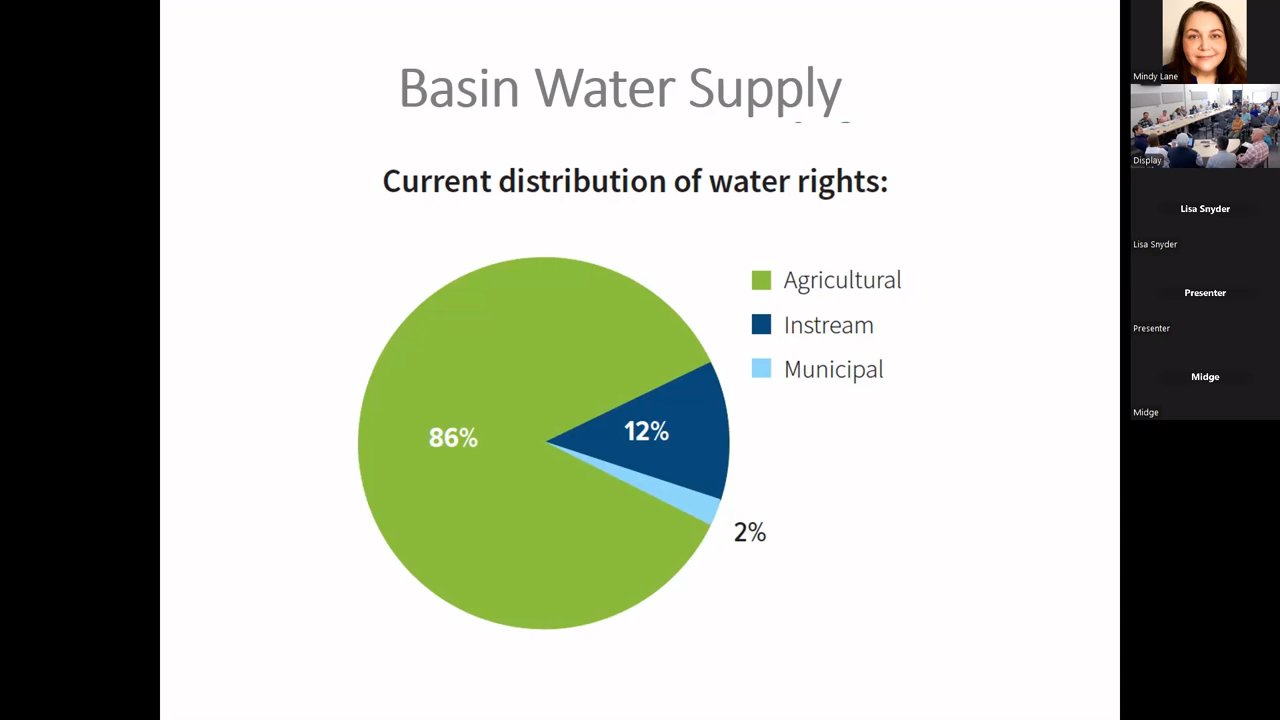 Basin Water Supply
Current distribution of water rights:
Agricultural
Instream
Municipal
86%
12%
2%
Mindy Lane
Display
Lisa Snyder
Lisa Snyder
Presenter
Presenter
Midge
Midge